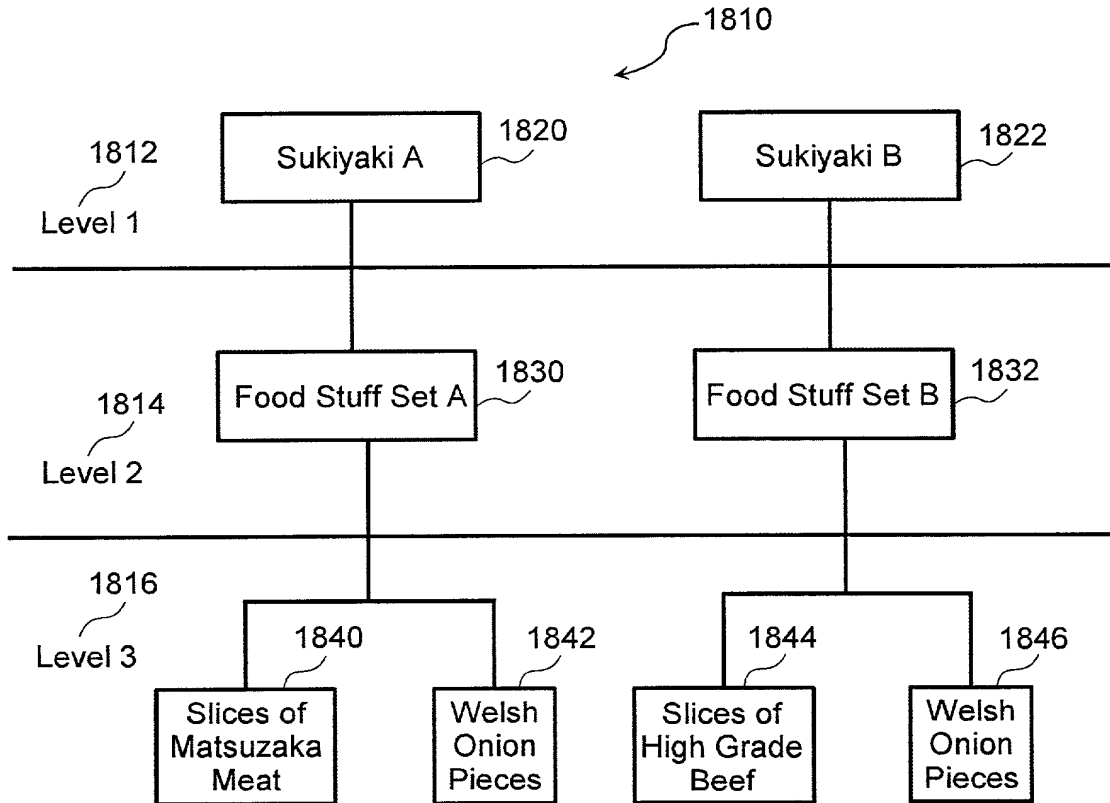 1810
Sukiyaki A
1820
Sukiyaki B
1822
1812
Level 1
Food Stuff Set A
1830
Food Stuff Set B
1832
1814
Level 2
1816
Level 3
1840
1842
1844
1846
Slices of
Matsuzaka
Meat
Welsh
Onion
Pieces
Slices of
High Grade
Beef
Welsh
Onion
Pieces